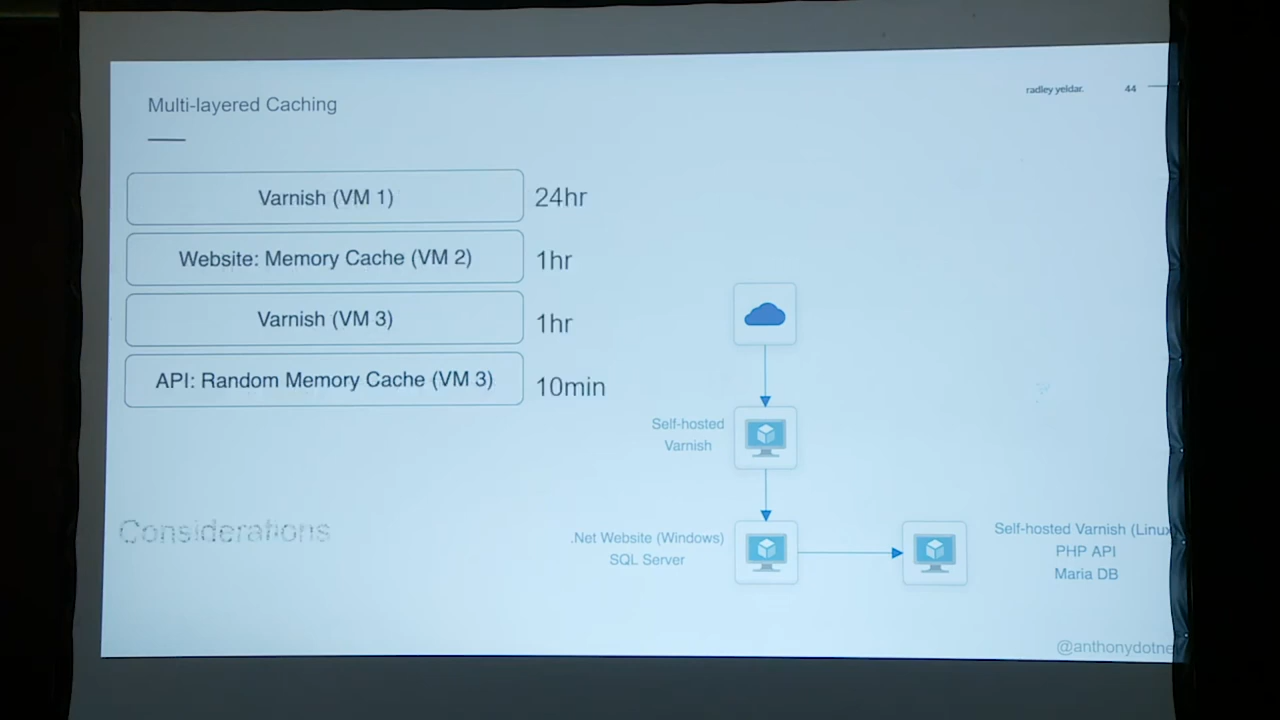 Multi-layered Caching
radley yeldar.
44
Varnish (VM 1)
24hr
Website: Memory Cache (VM 2)
1hr
Varnish (VM 3)
1hr
API: Random Memory Cache (VM 3)
10min
Self-hosted
Varnish
.Net Website (Windows)
SQL Server
Self-hosted Varnish (Linux
PHP API
Maria DB
Considerations
@anthonydotne